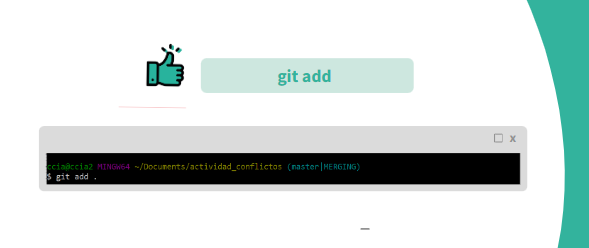 git add
ccia@ccia2 MINGW64 ~/Documents/actividad_conflictos (master|MERGING)
$ git add .